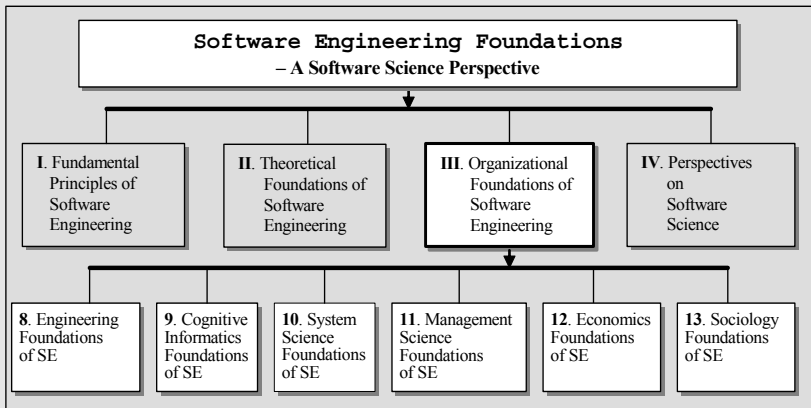 Software Engineering Foundations
– A Software Science Perspective
I. Fundamental
Principles of
Software
Engineering
II. Theoretical
Foundations of
Software
Engineering
III. Organizational
Foundations of
Software
Engineering
IV. Perspectives
on
Software
Science
8. Engineering
Foundations
of SE
9. Cognitive
Informatics
Foundations
of SE
10. System
Science
Foundations
of SE
11. Management
Science
Foundations
of SE
12. Economics
Foundations
of SE
13. Sociology
Foundations
of SE